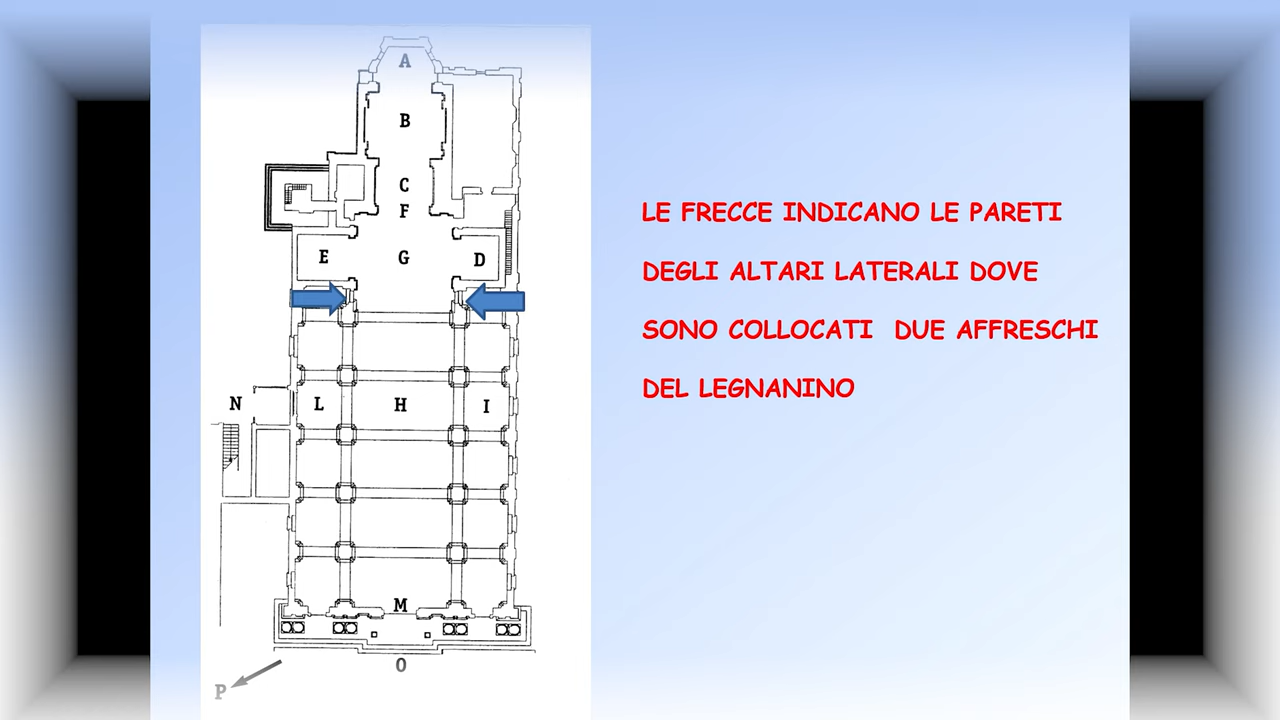 A
B
C
F
E
G
D
N
L
H
I
M
O
P
LE FRECCE INDICANO LE PARETI
DEGLI ALTARI LATERALI DOVE
SONO COLLOCATI DUE AFFRESCHI
DEL LEGNANINO